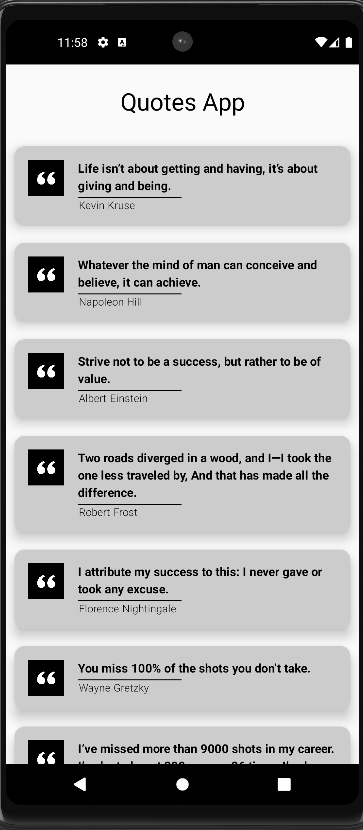 11:58
Quotes App
Life isn't about getting and having, it's about
giving and being.
Kevin Kruse
Whatever the mind of man can conceive and
believe, it can achieve.
Napoleon Hill
Strive not to be a success, but rather to be of
value.
Albert Einstein
Two roads diverged in a wood, and I—I took the
one less traveled by, And that has made all the
difference.
Robert Frost
I attribute my success to this: I never gave or
took any excuse.
Florence Nightingale
You miss 100% of the shots you don't take.
Wayne Gretzky
I've missed more than 9000 shots in my career.